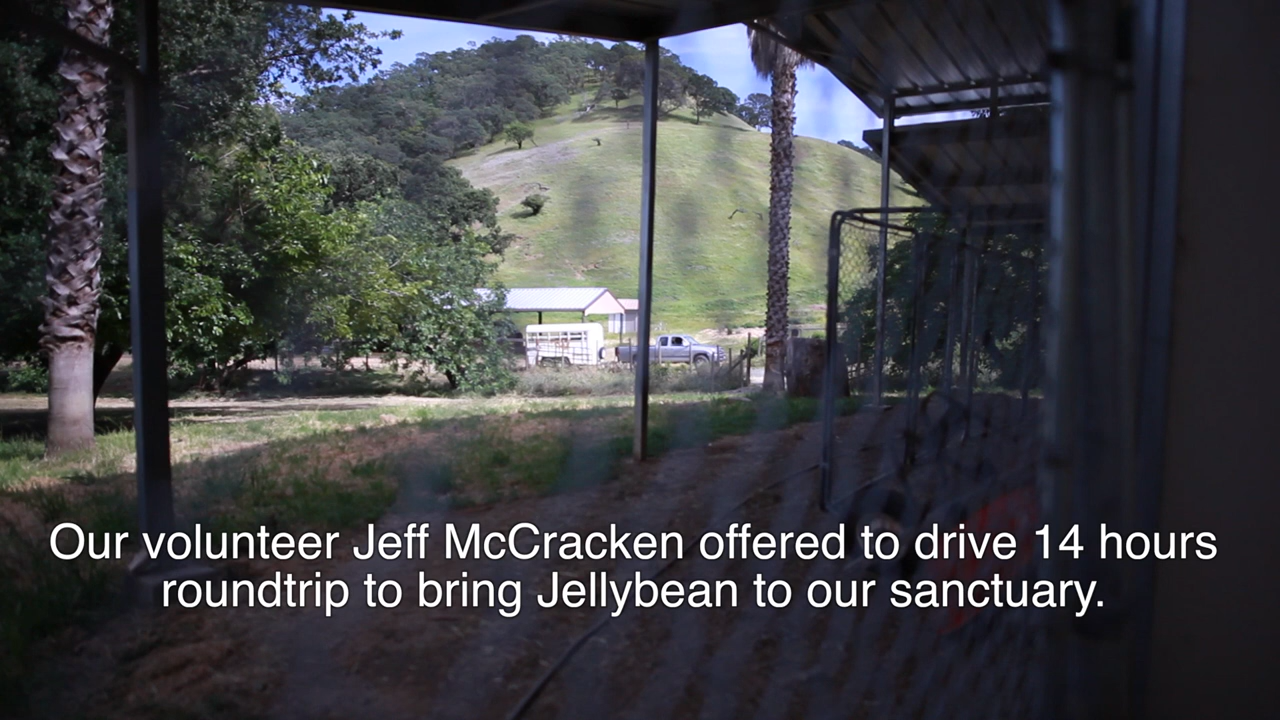 Our volunteer Jeff McCracken offered to drive 14 hours
roundtrip to bring Jellybean to our sanctuary.